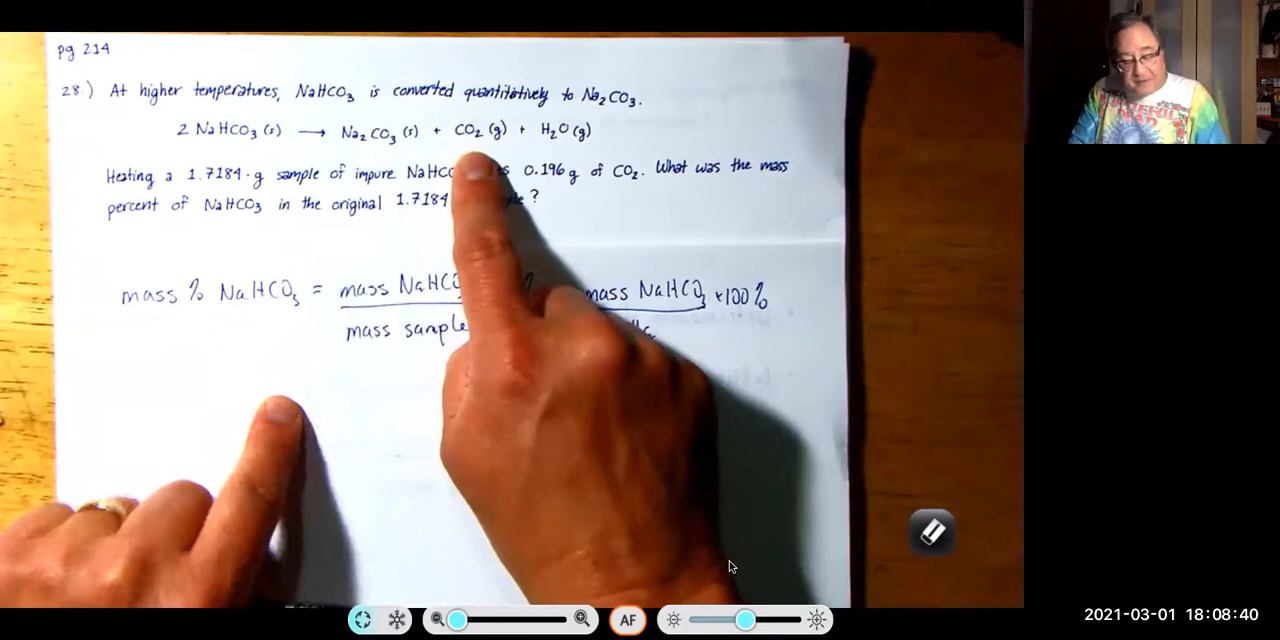 pg 214
28.) At higher temperatures, NaHCO₃ is converted quantitatively to Na₂CO₃.
2 NaHCO₃(s) → Na₂CO₃(s) + CO₂(g) + H₂O(g)
Heating a 1.7184-g sample of impure NaHCO 0.196 g of CO₂. What was the mass
percent of NaHCO₃ in the original 1.7184 ?
mass % NaHCO₃ = mass NaHCO mass NaHCO₃ ×100%
mass sample
AF
2021-03-01 18:08:40